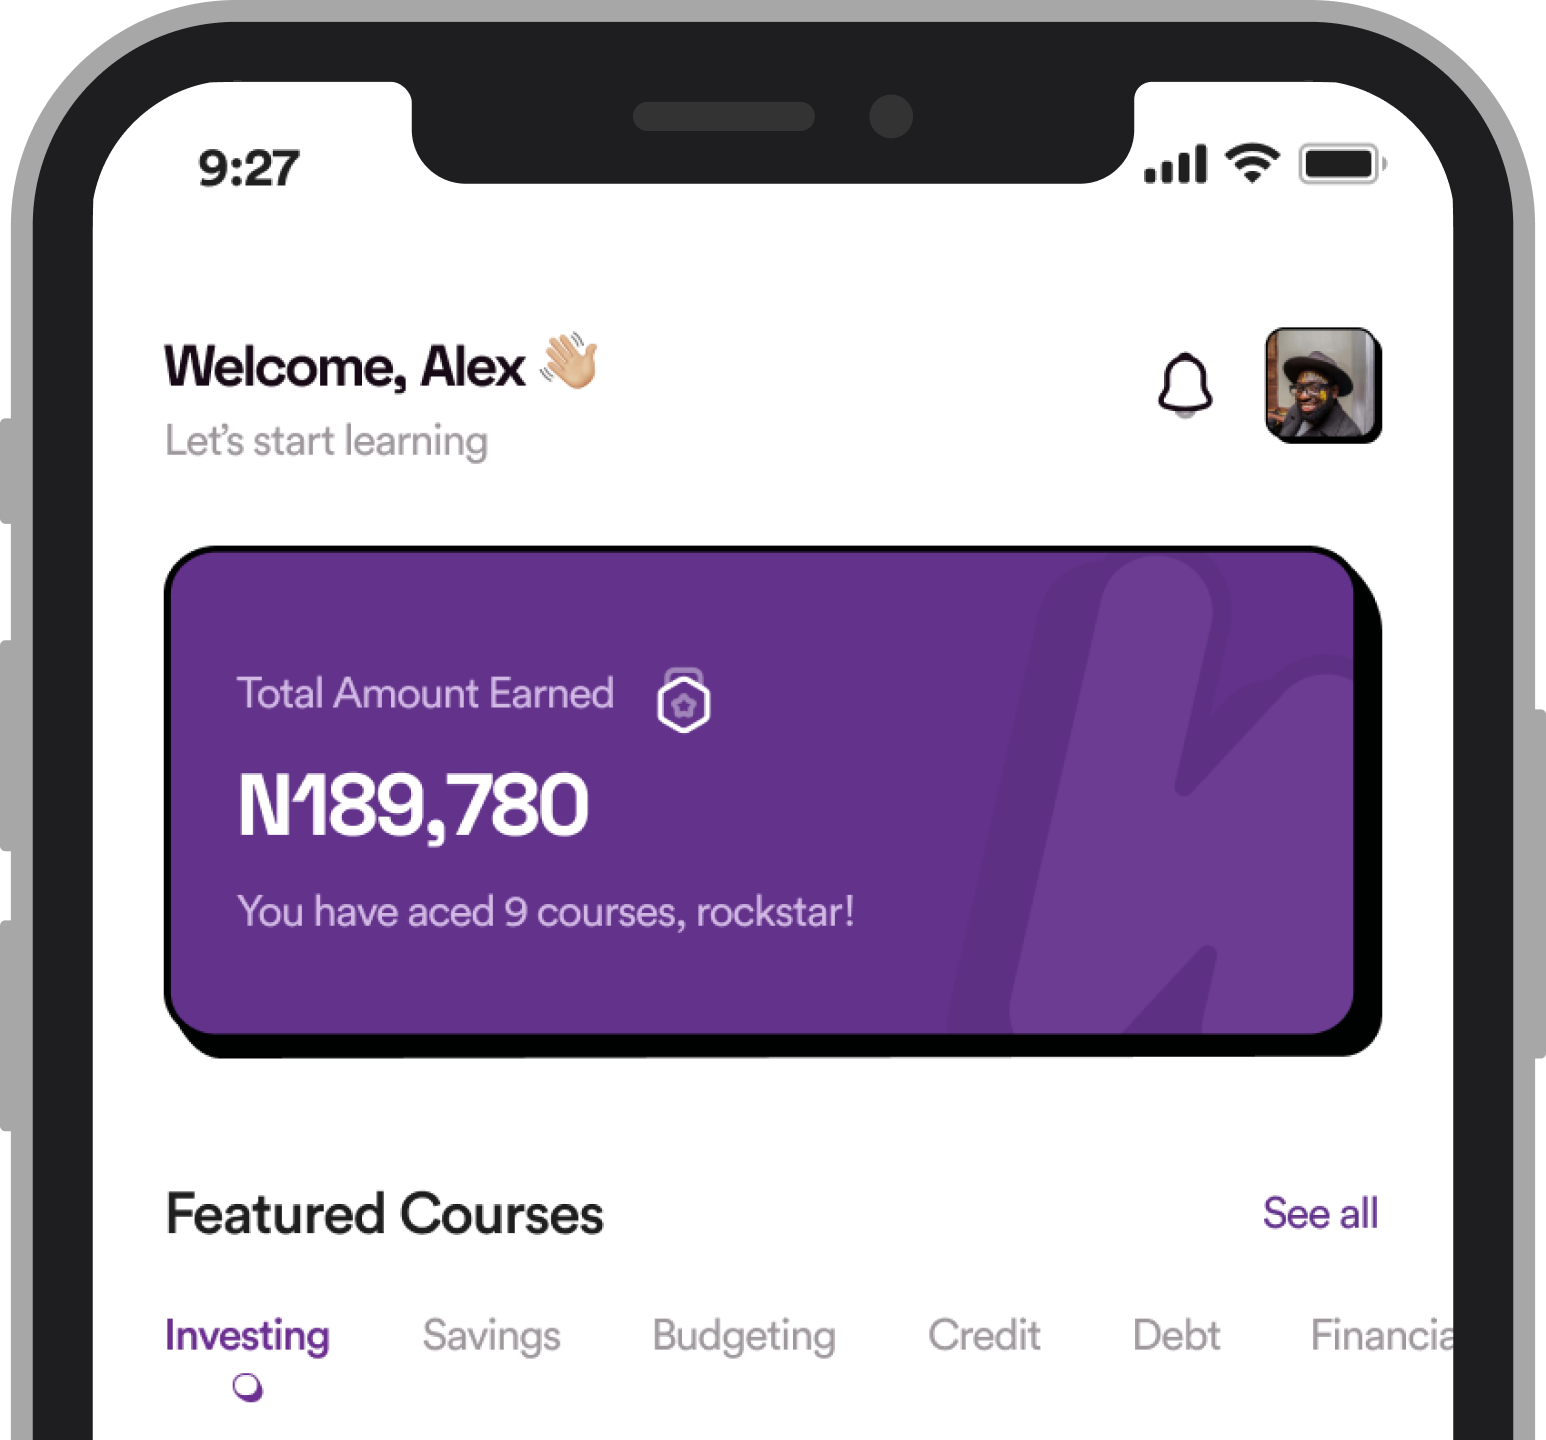 9:27
Welcome, Alex 👋🏼
Let’s start learning
Total Amount Earned
N189,780
You have aced 9 courses, rockstar!
Featured Courses
See all
Investing Savings Budgeting Credit Debt Financia